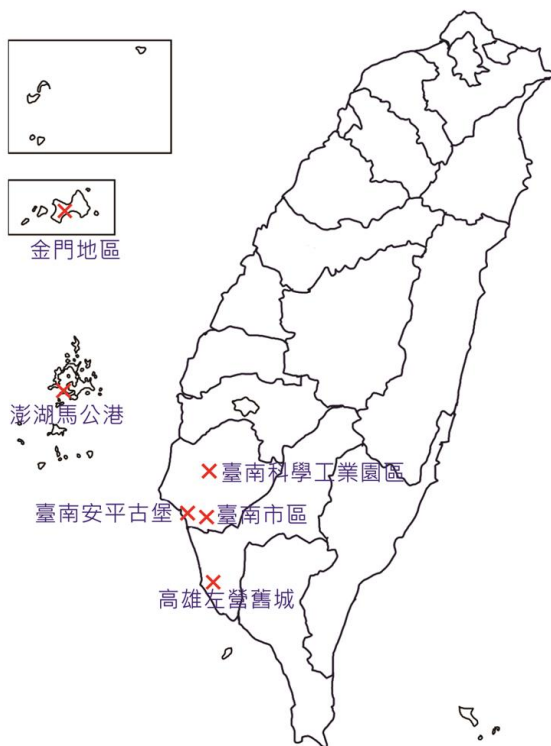 金門地區
澎湖馬公港
臺南科學工業園區
臺南安平古堡
臺南市區
高雄左營舊城